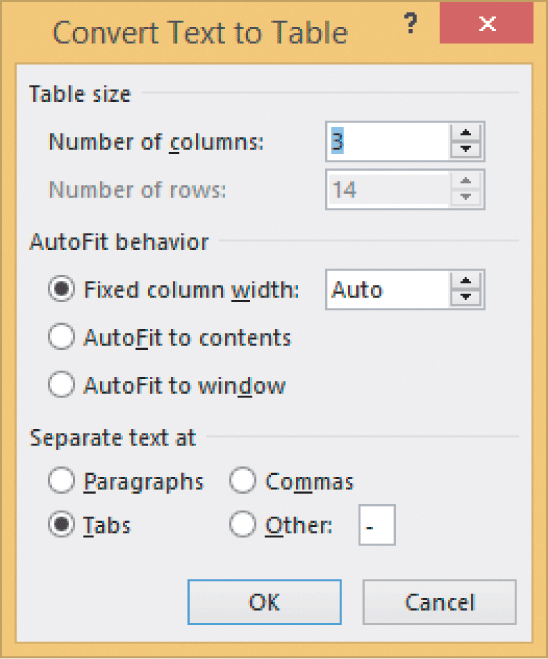 Convert Text to Table ?
Table size
Number of columns: 3
Number of rows: 14
AutoFit behavior
Fixed column width: Auto
AutoFit to contents
AutoFit to window
Separate text at
Paragraphs Commas
Tabs Other: -
OK Cancel